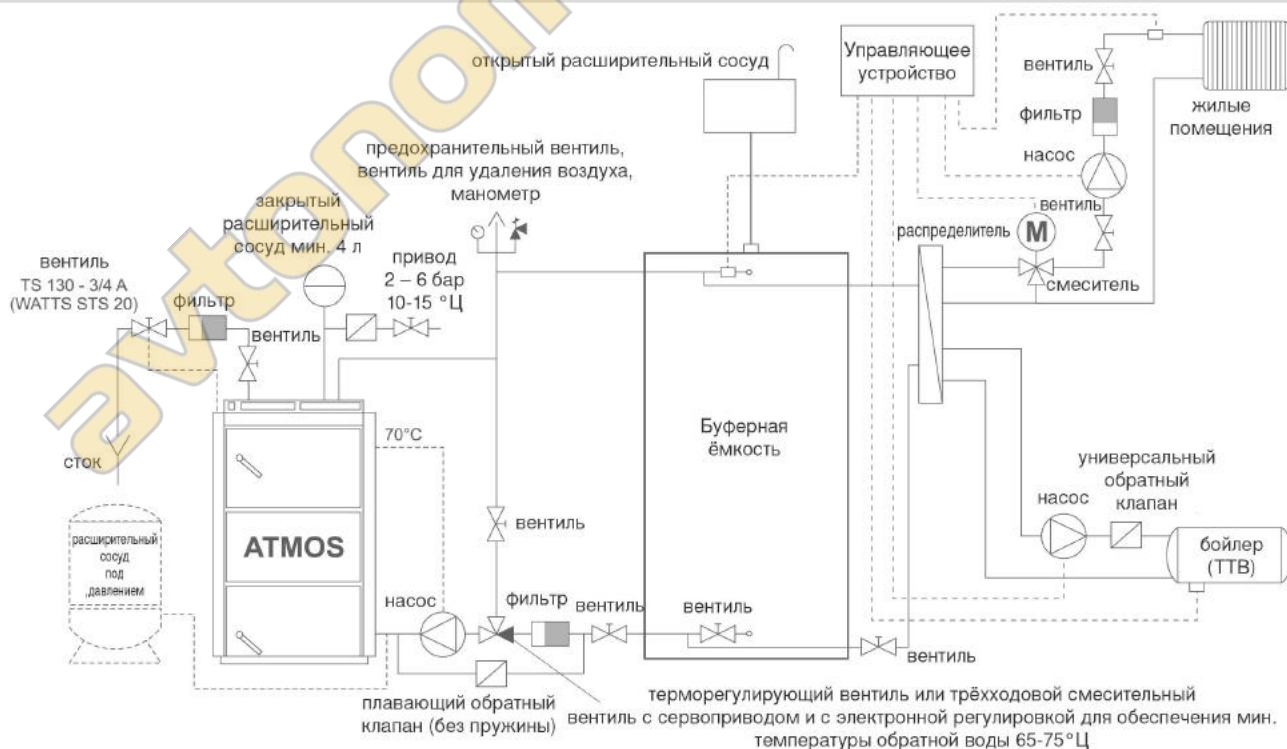 открытый расширительный сосуд
Управляющее
устройство
вентиль
фильтр
насос
вентиль
жилые
помещения
предохранительный вентиль,
вентиль для удаления воздуха,
манометр
закрытый
расширительный
сосуд мин. 4 л
привод
2 – 6 бар
10-15 °Ц
вентиль
TS 130 - 3/4 A
(WATTS STS 20)
фильтр
вентиль
распределитель
M
смеситель
сток
70°C
Буферная
ёмкость
универсальный
обратный
клапан
насос
бойлер
(ТТВ)
расширительный
сосуд
под
,давлением
ATMOS
вентиль
насос
фильтр
вентиль
вентиль
вентиль
плавающий обратный
клапан (без пружины)
терморегулирующий вентиль или трёхходовой смесительный
вентиль с сервоприводом и с электронной регулировкой для обеспечения мин.
температуры обратной воды 65-75°Ц
avtonom